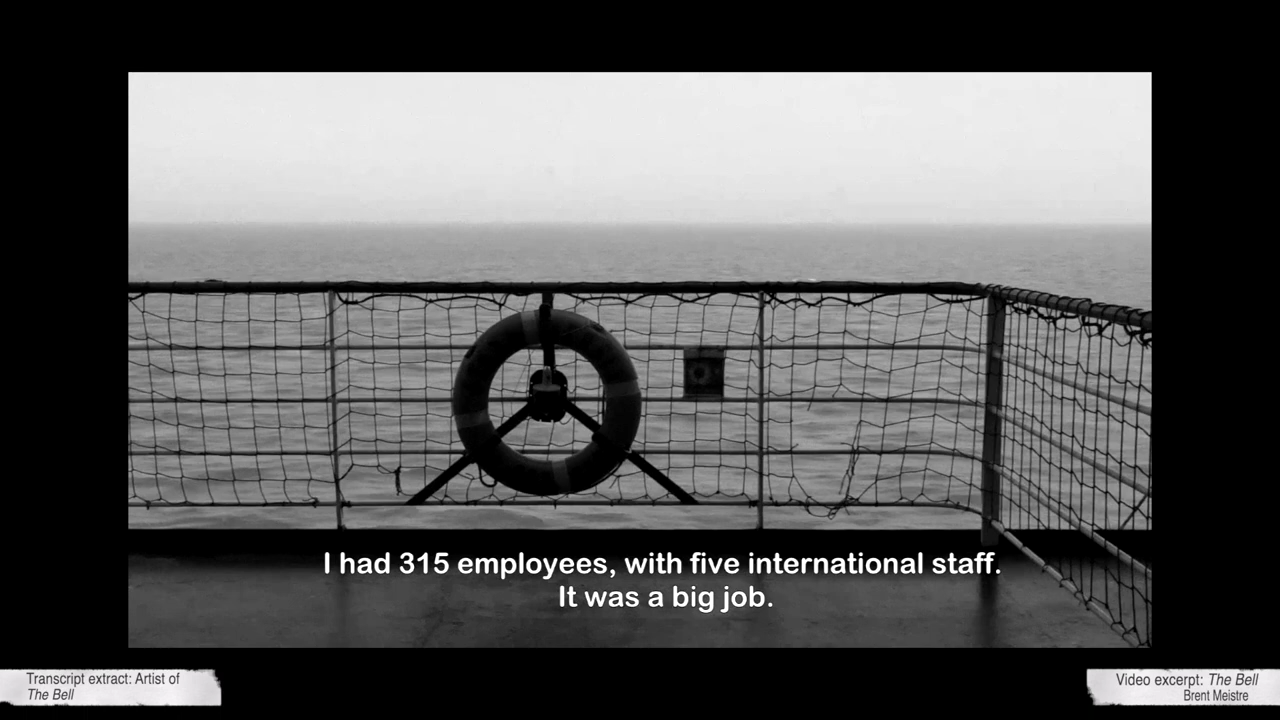 I had 315 employees, with five international staff.
It was a big job.
Transcript extract: Artist of
The Bell
Video excerpt: The Bell
Brent Meistre